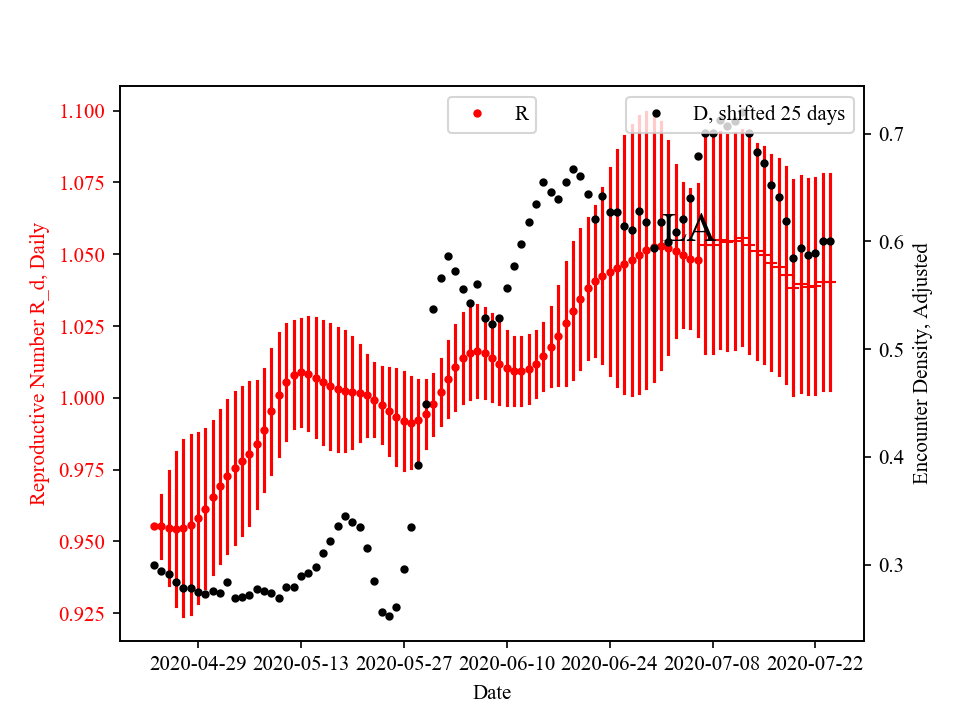 R
D, shifted 25 days
LA
Reproductive Number R_d, Daily
1.100
1.075
1.050
1.025
1.000
0.975
0.950
0.925
0.7
0.6
0.5
0.4
0.3
Encounter Density, Adjusted
2020-04-29 2020-05-13 2020-05-27 2020-06-10 2020-06-24 2020-07-08 2020-07-22
Date